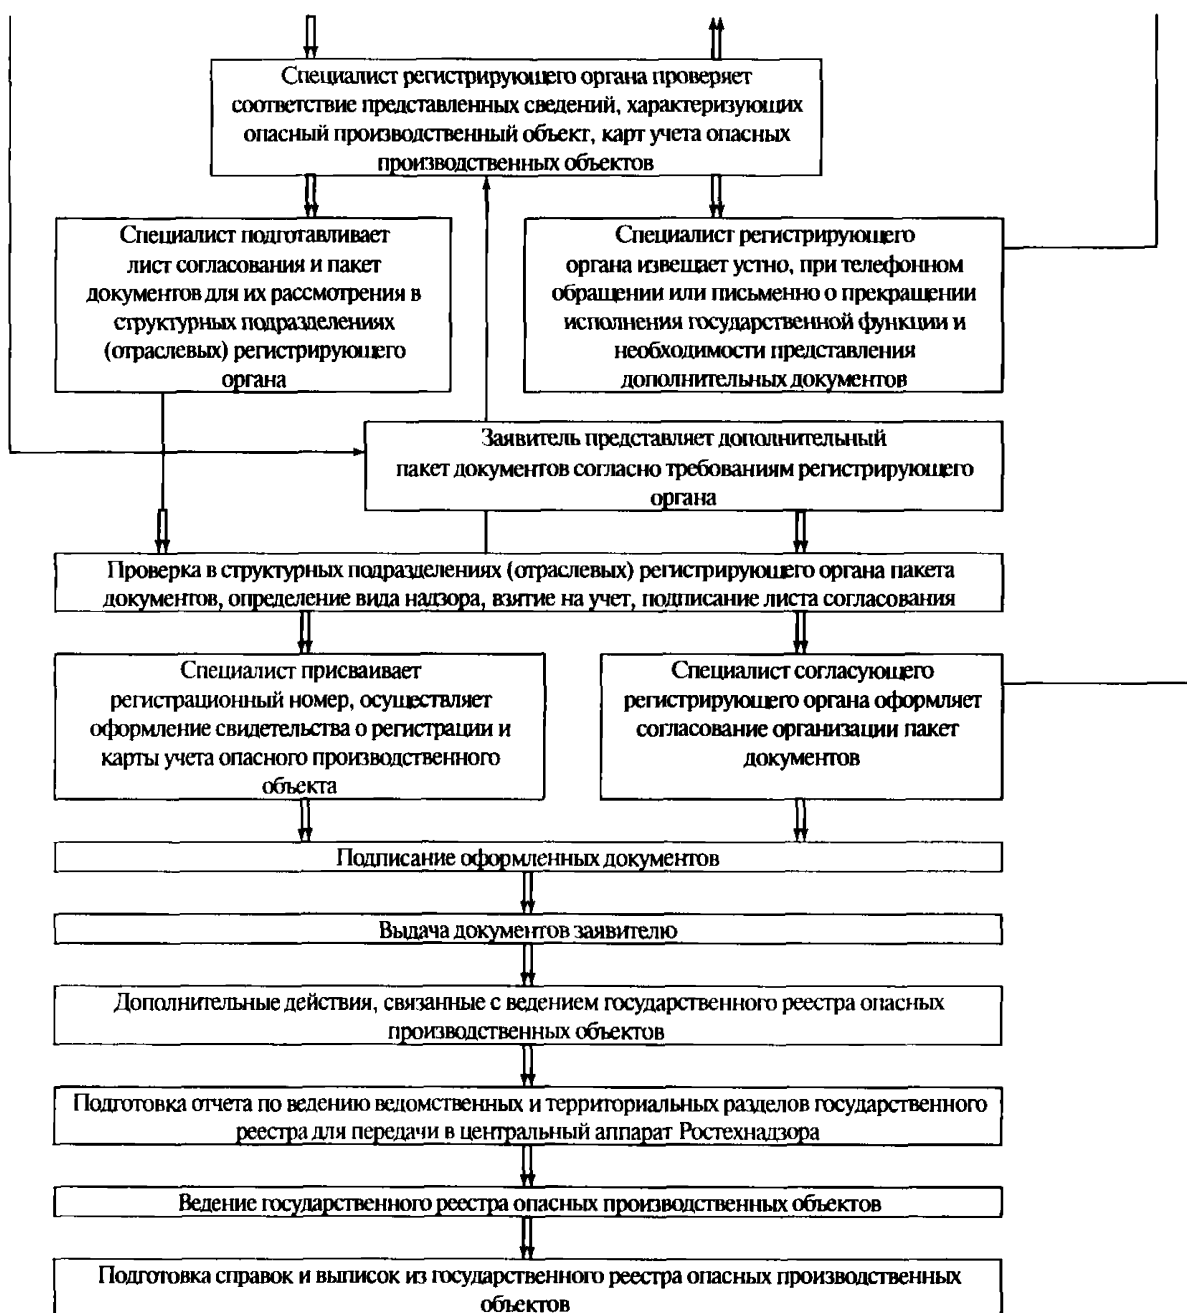 Специалист регистрирующего органа проверяет
соответствие представленных сведений, характеризующих
опасный производственный объект, карт учета опасных
производственных объектов
Специалист подготавливает
лист согласования и пакет
документов для их рассмотрения в
структурных подразделениях
(отраслевых) регистрирующего
органа
Специалист регистрирующего
органа извещает устно, при телефонном
обращении или письменно о прекращении
исполнения государственной функции и
необходимости представления
дополнительных документов
Заявитель представляет дополнительный
пакет документов согласно требованиям регистрирующего
органа
Проверка в структурных подразделениях (отраслевых) регистрирующего органа пакета
документов, определение вида надзора, взятие на учет, подписание листа согласования
Специалист присваивает
регистрационный номер, осуществляет
оформление свидетельства о регистрации и
карты учета опасного производственного
объекта
Специалист согласующего
регистрирующего органа оформляет
согласование организации пакет
документов
Подписание оформленных документов
Выдача документов заявителю
Дополнительные действия, связанные с ведением государственного реестра опасных
производственных объектов
Подготовка отчета по ведению ведомственных и территориальных разделов государственного
реестра для передачи в центральный аппарат Ростехнадзора
Ведение государственного реестра опасных производственных объектов
Подготовка справок и выписок из государственного реестра опасных производственных
объектов